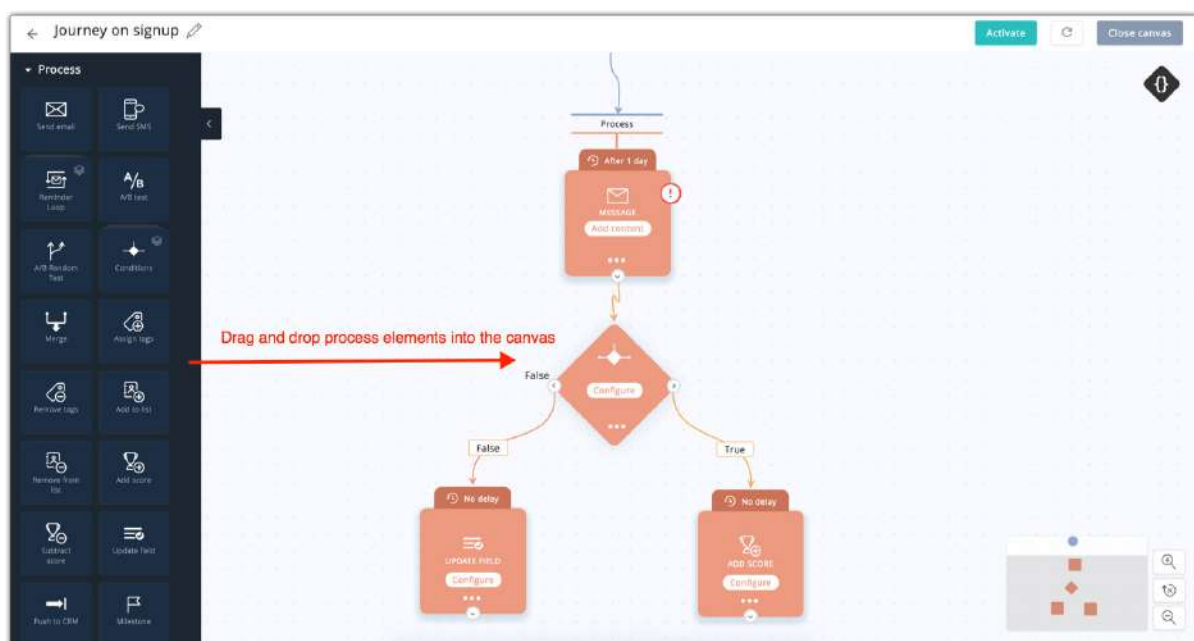 Journey on signup
Activate
Close canvas
Process
Send email
Send SMS
Reminder
Loop
A/B
A/B test
A/B Random
Test
Conditions
Merge
Assign tags
Remove tags
Add to list
Remove from
list
Add score
Subtract
score
Update field
Push to CRM
Milestone
Process
After 1 day
MESSAGE
Add content
Drag and drop process elements into the canvas
False
Configure
False
True
No delay
UPDATE FIELD
Configure
No delay
ADD SCORE
Configure